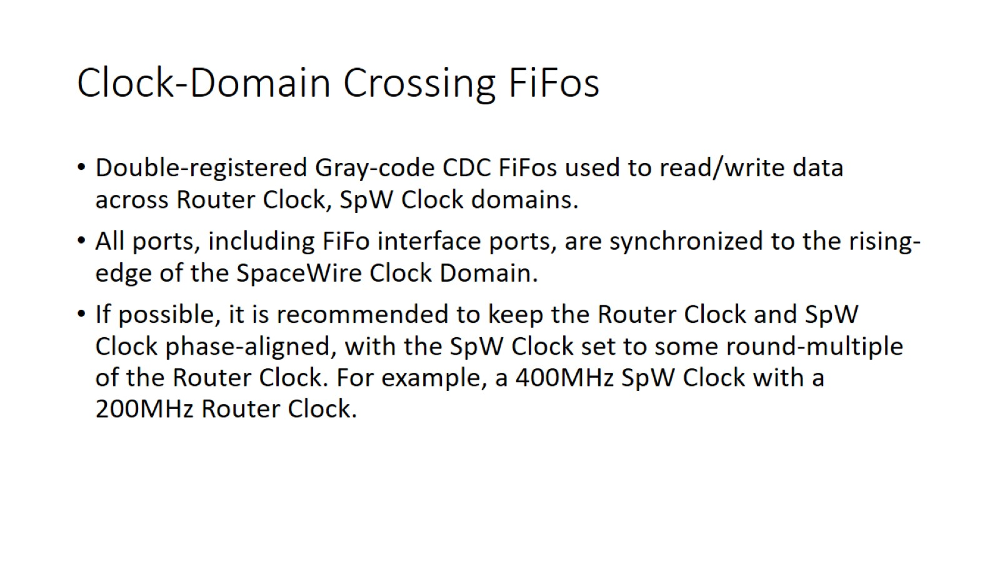 Clock-Domain Crossing FiFos
• Double-registered Gray-code CDC FiFos used to read/write data
across Router Clock, SpW Clock domains.
• All ports, including FiFo interface ports, are synchronized to the rising-
edge of the SpaceWire Clock Domain.
• If possible, it is recommended to keep the Router Clock and SpW
Clock phase-aligned, with the SpW Clock set to some round-multiple
of the Router Clock. For example, a 400MHz SpW Clock with a
200MHz Router Clock.